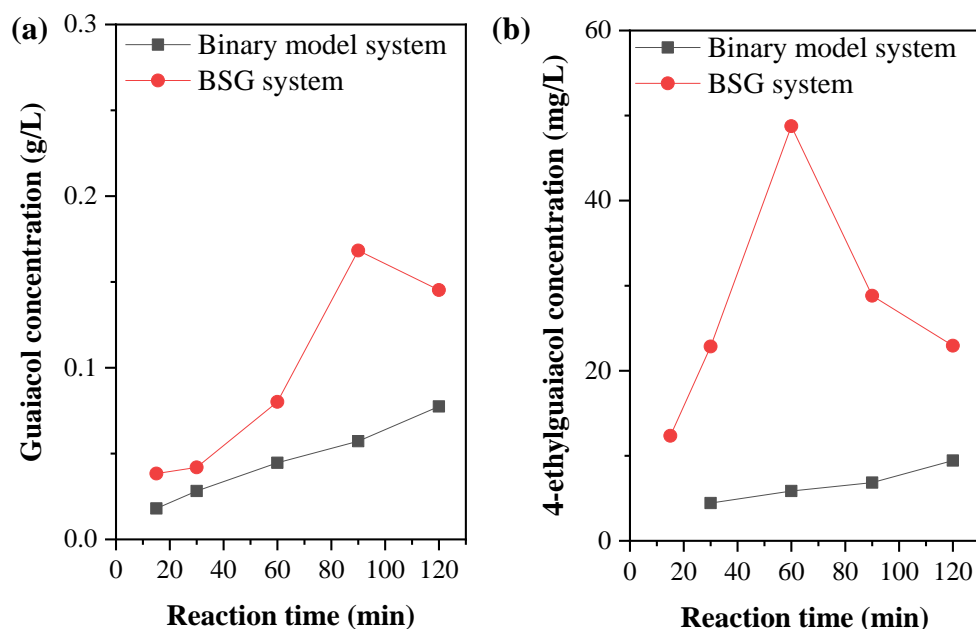 (a)
Binary model system
BSG system
Guaiacol concentration (g/L)
0.3
0.2
0.1
0.0
0 20 40 60 80 100 120
Reaction time (min)
(b)
Binary model system
BSG system
4-ethylguaiacol concentration (mg/L)
60
40
20
0
0 20 40 60 80 100 120
Reaction time (min)